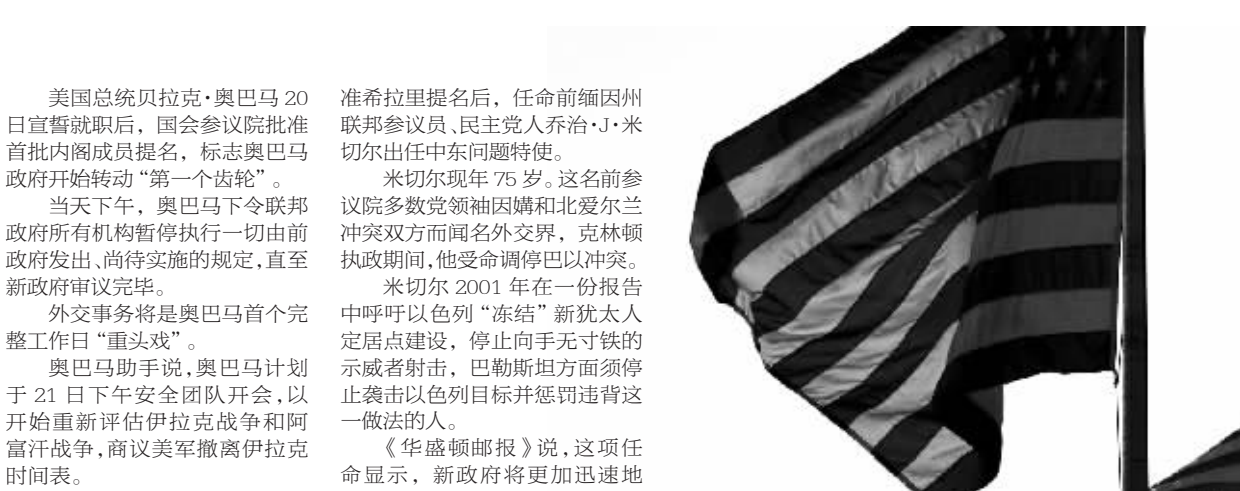 美国总统贝拉克·奥巴马 20
日宣誓就职后，国会参议院批准
首批内阁成员提名，标志奥巴马
政府开始转动“第一个齿轮”。
当天下午，奥巴马下令联邦
政府所有机构暂停执行一切由前
政府发出、尚待实施的规定，直至
新政府审议完毕。
外交事务将是奥巴马首个完
整工作日“重头戏”。
奥巴马助手说，奥巴马计划
于 21 日下午安全团队开会，以
开始重新评估伊拉克战争和阿
富汗战争，商议美军撤离伊拉克
时间表。
准希拉里提名后，任命前缅因州
联邦参议员、民主党人乔治·J·米
切尔出任中东问题特使。
米切尔现年 75 岁。这名前参
议院多数党领袖因媾和北爱尔兰
冲突双方而闻名外交界，克林顿
执政期间，他受命调停巴以冲突。
米切尔 2001 年在一份报告
中呼吁以色列“冻结”新犹太人
定居点建设，停止向手无寸铁的
示威者射击，巴勒斯坦方面须停
止袭击以色列目标并惩罚违背这
一做法的人。
《华盛顿邮报》说，这项任
命显示，新政府将更加迅速地